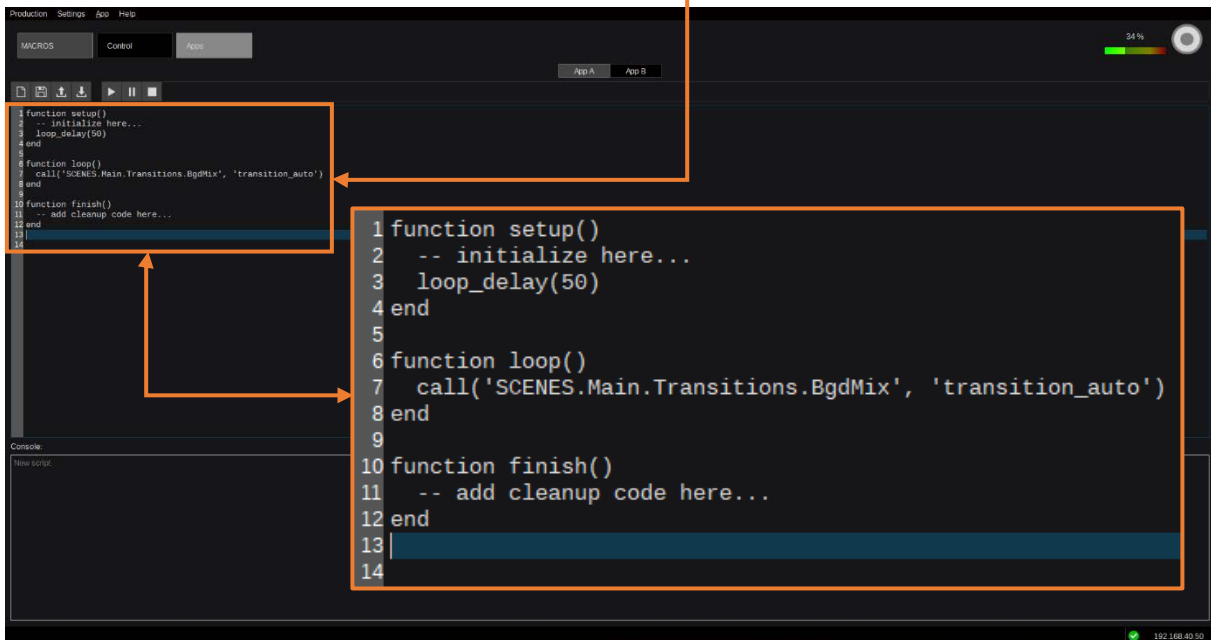 Production Settings App Help
MACROS Control Apps
34 %
App A App B
1 function setup()
2 -- initialize here...
3 loop_delay(50)
4 end
5
6 function loop()
7 call('SCENES.Main.Transitions.BgdMix', 'transition_auto')
8 end
9
10 function finish()
11 -- add cleanup code here...
12 end
13
14
1 function setup()
2 -- initialize here...
3 loop_delay(50)
4 end
5
6 function loop()
7 call('SCENES.Main.Transitions.BgdMix', 'transition_auto')
8 end
9
10 function finish()
11 -- add cleanup code here...
12 end
13
14
Console:
New script
192.168.40.50